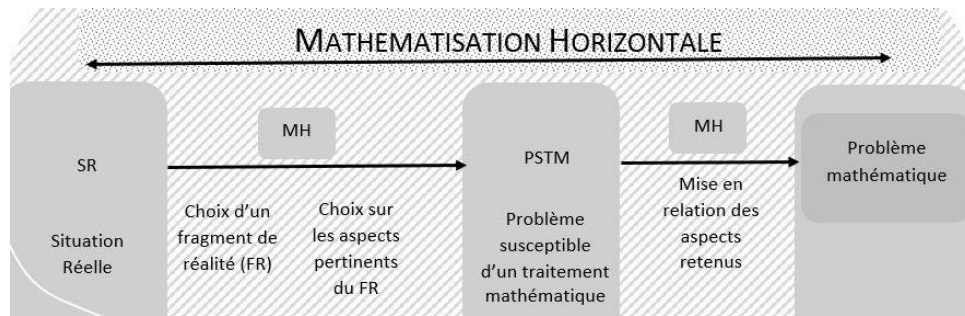 MATHEMATISATION HORIZONTALE
SR
Situation
Réelle
MH
Choix d'un
fragment de
réalité (FR)
Choix sur
les aspects
pertinents
du FR
PSTM
Problème
susceptible
d'un traitement
mathématique
MH
Mise en
relation des
aspects
retenus
Problème
mathématique